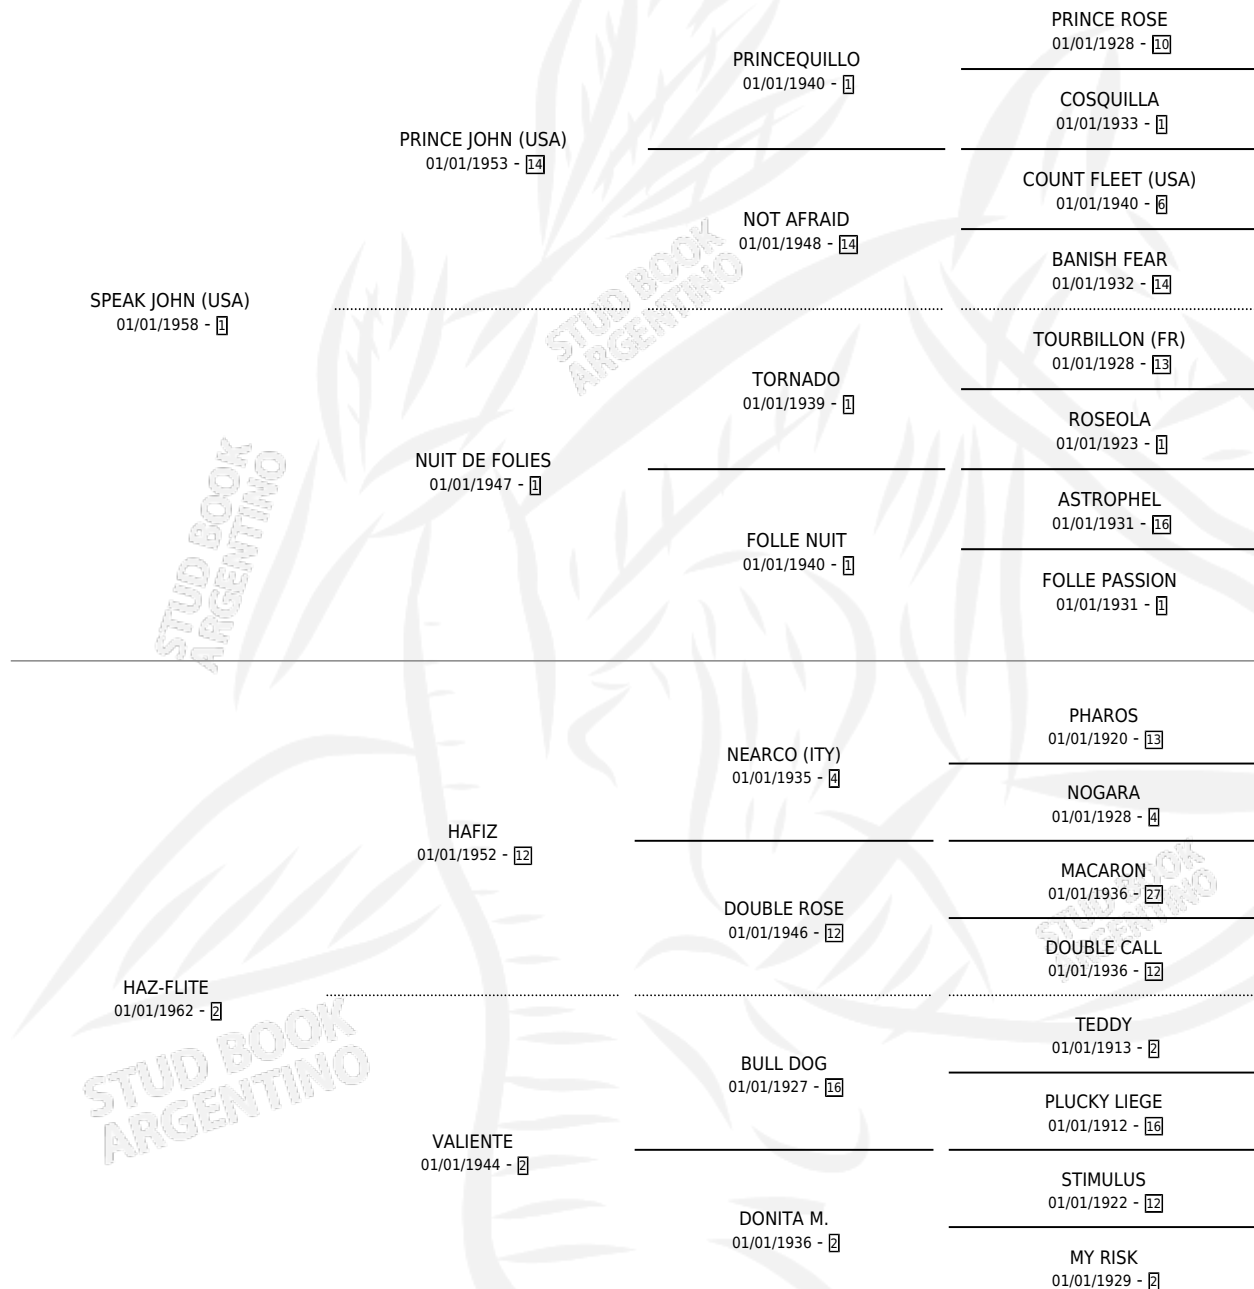 PRINCE ROSE
01/01/1928 - 10
PRINCEQUILLO
01/01/1940 - 1
COSQUILLA
01/01/1933 - 1
PRINCE JOHN (USA)
01/01/1953 - 14
COUNT FLEET (USA)
01/01/1940 - 6
NOT AFRAID
01/01/1948 - 14
BANISH FEAR
01/01/1932 - 14
SPEAK JOHN (USA)
01/01/1958 - 1
STUD BOOK
ARGENTINO
TOURBILLON (FR)
01/01/1928 - 13
TORNADO
01/01/1939 - 1
ROSEOLA
01/01/1923 - 1
NUIT DE FOLIES
01/01/1947 - 1
ASTROPHEL
01/01/1931 - 16
FOLLE NUIT
01/01/1940 - 1
FOLLE PASSION
01/01/1931 - 1
STUD BOOK
ARGENTINO
PHAROS
01/01/1920 - 13
NEARCO (ITY)
01/01/1935 - 4
NOGARA
01/01/1928 - 4
HAFIZ
01/01/1952 - 12
MACARON
01/01/1936 - 27
DOUBLE ROSE
01/01/1946 - 12
STUD BOOK
ARGENTINO
DOUBLE CALL
01/01/1936 - 12
HAZ-FLITE
01/01/1962 - 2
STUD BOOK
ARGENTINO
TEDDY
01/01/1913 - 2
BULL DOG
01/01/1927 - 16
PLUCKY LIEGE
01/01/1912 - 16
VALIENTE
01/01/1944 - 2
STIMULUS
01/01/1922 - 12
DONITA M.
01/01/1936 - 2
MY RISK
01/01/1929 - 2